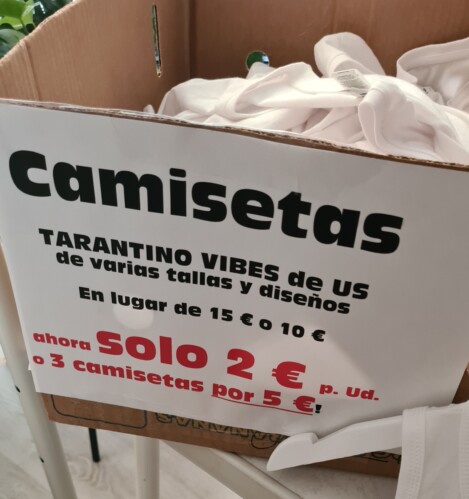 Camisetas
TARANTINO VIBES de US
de varias tallas y diseños
En lugar de 15 € o 10 €
ahora solo 2 € p. Ud.
o 3 camisetas por 5 €!